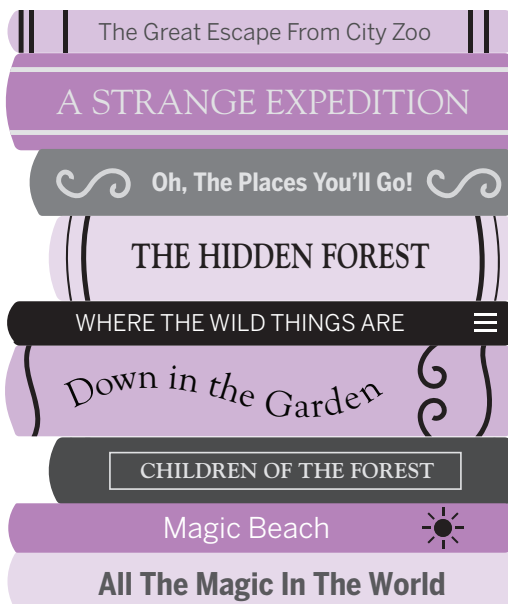 The Great Escape From City Zoo
A STRANGE EXPEDITION
Oh, The Places You'll Go!
THE HIDDEN FOREST
WHERE THE WILD THINGS ARE
Down in the Garden
CHILDREN OF THE FOREST
Magic Beach
All The Magic In The World